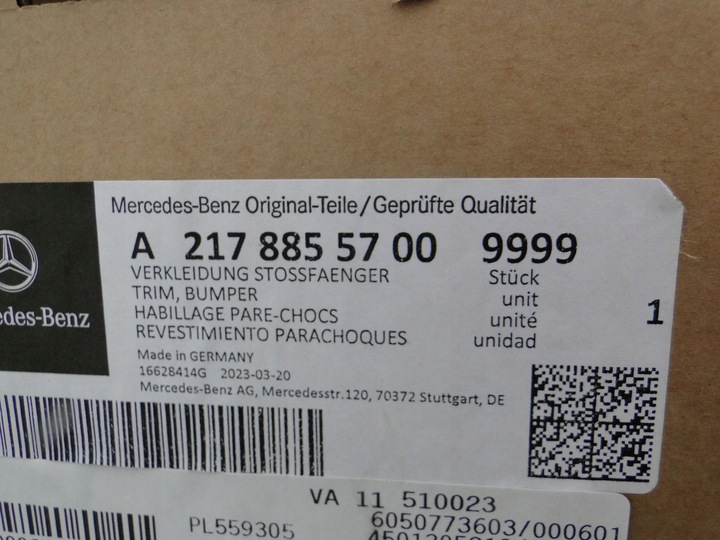 Mercedes-Benz Original-Teile/Geprüfte Qualität
A 217 885 57 00 9999
VERKLEIDUNG STOSSFAENGER
TRIM, BUMPER
HABILLAGE PARE-CHOCS
REVESTIMIENTO PARACHOQUES
Stück
unit
unité
unidad
1
edes-Benz
Made in GERMANY
16628414G 2023-03-20
Mercedes-Benz AG, Mercedesstr.120, 70372 Stuttgart, DE
VA 11 510023
PL559305
6050773603/000601